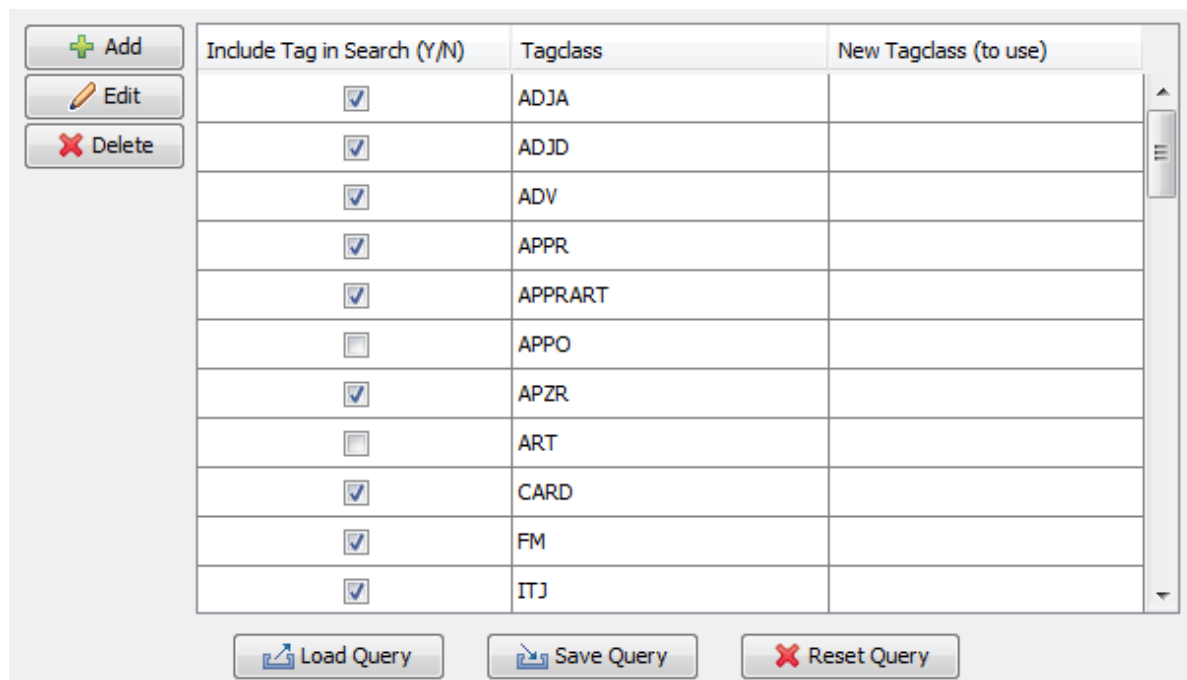 Add
Edit
Delete
Include Tag in Search (Y/N) Tagclass New Tagclass (to use)
ADJA
ADJD
ADV
APPR
APPRART
APPO
APZR
ART
CARD
FM
ITJ
Load Query Save Query Reset Query